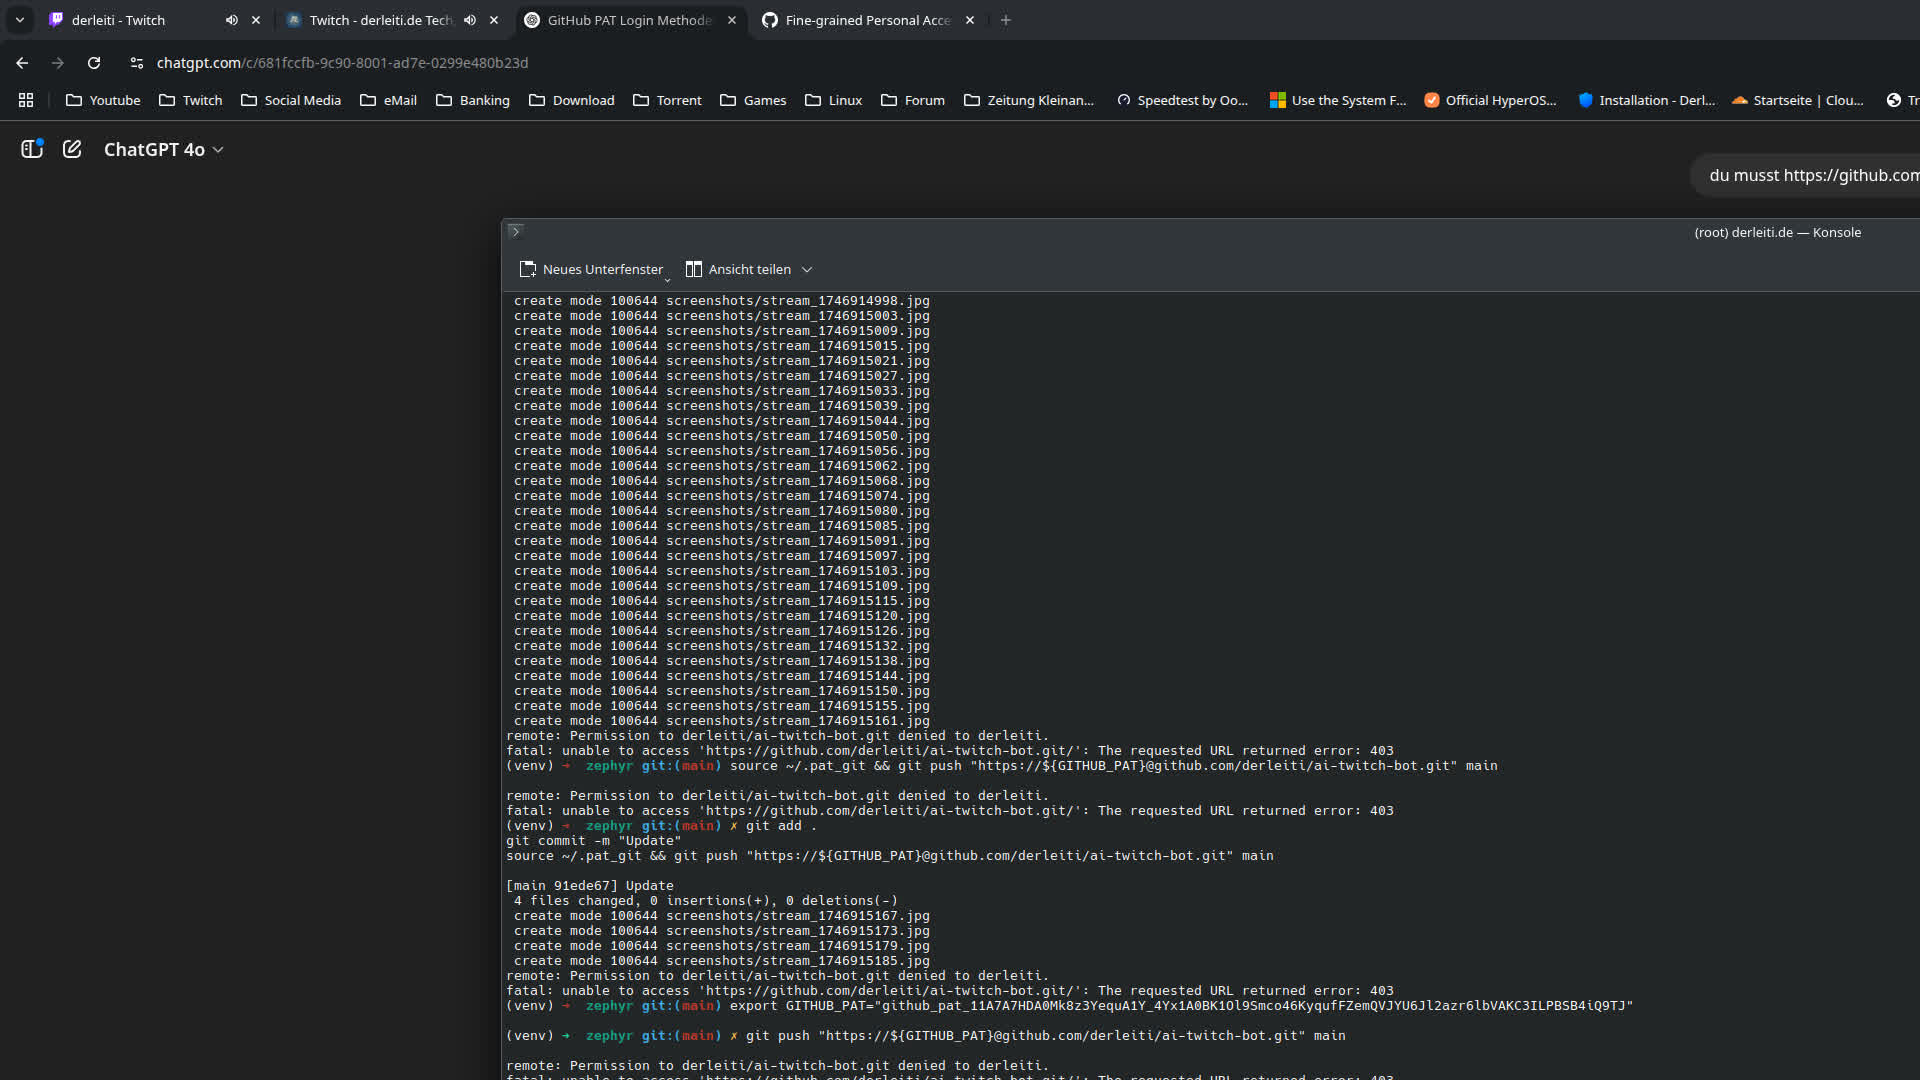 derleiti - Twitch
Twitch - derleiti.de Tech
GitHub PAT Login Methode
Fine-grained Personal Acce
chatgpt.com/c/681fccfb-9c90-8001-ad7e-0299e480b23d
Youtube
Twitch
Social Media
eMail
Banking
Download
Torrent
Games
Linux
Forum
Zeitung Kleinan...
Speedtest by Oo...
Use the System F...
Official HyperOS...
Installation - Derl...
Startseite | Clou...
Tr
ChatGPT 4o
du musst https://github.com
(root) derleiti.de — Konsole
Neues Unterfenster
Ansicht teilen
create mode 100644 screenshots/stream_1746914998.jpg
create mode 100644 screenshots/stream_1746915003.jpg
create mode 100644 screenshots/stream_1746915009.jpg
create mode 100644 screenshots/stream_1746915015.jpg
create mode 100644 screenshots/stream_1746915021.jpg
create mode 100644 screenshots/stream_1746915027.jpg
create mode 100644 screenshots/stream_1746915033.jpg
create mode 100644 screenshots/stream_1746915039.jpg
create mode 100644 screenshots/stream_1746915044.jpg
create mode 100644 screenshots/stream_1746915050.jpg
create mode 100644 screenshots/stream_1746915056.jpg
create mode 100644 screenshots/stream_1746915062.jpg
create mode 100644 screenshots/stream_1746915068.jpg
create mode 100644 screenshots/stream_1746915074.jpg
create mode 100644 screenshots/stream_1746915080.jpg
create mode 100644 screenshots/stream_1746915085.jpg
create mode 100644 screenshots/stream_1746915091.jpg
create mode 100644 screenshots/stream_1746915097.jpg
create mode 100644 screenshots/stream_1746915103.jpg
create mode 100644 screenshots/stream_1746915109.jpg
create mode 100644 screenshots/stream_1746915115.jpg
create mode 100644 screenshots/stream_1746915120.jpg
create mode 100644 screenshots/stream_1746915126.jpg
create mode 100644 screenshots/stream_1746915132.jpg
create mode 100644 screenshots/stream_1746915138.jpg
create mode 100644 screenshots/stream_1746915144.jpg
create mode 100644 screenshots/stream_1746915150.jpg
create mode 100644 screenshots/stream_1746915155.jpg
create mode 100644 screenshots/stream_1746915161.jpg
remote: Permission to derleiti/ai-twitch-bot.git denied to derleiti.
fatal: unable to access 'https://github.com/derleiti/ai-twitch-bot.git/': The requested URL returned error: 403
(venv) → zephyr git:(main) source ~/.pat_git && git push "https://${GITHUB_PAT}@github.com/derleiti/ai-twitch-bot.git" main
remote: Permission to derleiti/ai-twitch-bot.git denied to derleiti.
fatal: unable to access 'https://github.com/derleiti/ai-twitch-bot.git/': The requested URL returned error: 403
(venv) → zephyr git:(main) ✗ git add .
git commit -m "Update"
source ~/.pat_git && git push "https://${GITHUB_PAT}@github.com/derleiti/ai-twitch-bot.git" main
[main 91ede67] Update
4 files changed, 0 insertions(+), 0 deletions(-)
create mode 100644 screenshots/stream_1746915167.jpg
create mode 100644 screenshots/stream_1746915173.jpg
create mode 100644 screenshots/stream_1746915179.jpg
create mode 100644 screenshots/stream_1746915185.jpg
remote: Permission to derleiti/ai-twitch-bot.git denied to derleiti.
fatal: unable to access 'https://github.com/derleiti/ai-twitch-bot.git/': The requested URL returned error: 403
(venv) → zephyr git:(main) export GITHUB_PAT="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"
(venv) → zephyr git:(main) ✗ git push "https://${GITHUB_PAT}@github.com/derleiti/ai-twitch-bot.git" main
remote: Permission to derleiti/ai-twitch-bot.git denied to derleiti.
fatal: unable to access 'https://github.com/derleiti/ai-twitch-bot.git/': The requested URL returned error: 403